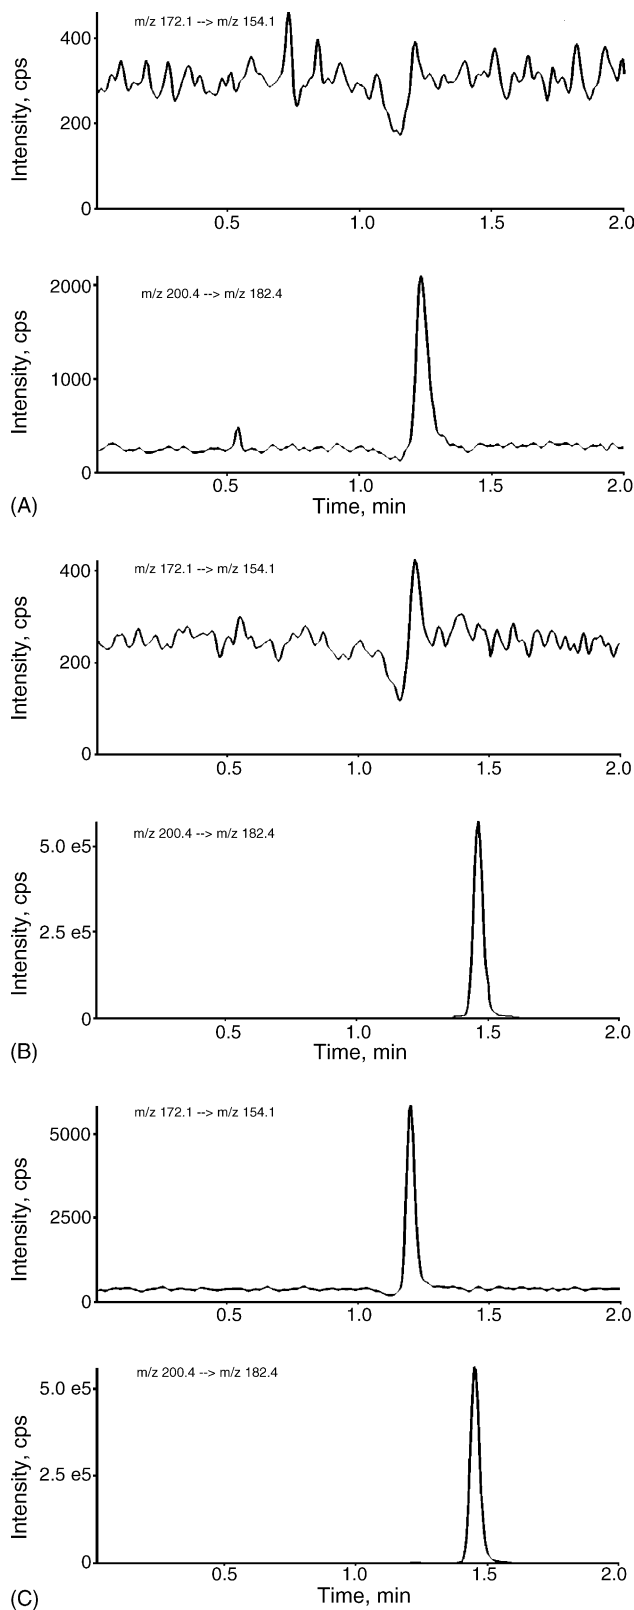 m/z 172.1 --> m/z 154.1
Intensity, cps
400
200
0
0.5 1.0 1.5 2.0
m/z 200.4 --> m/z 182.4
Intensity, cps
2000
1000
0
0.5 1.0 1.5 2.0
Time, min
(A)
m/z 172.1 --> m/z 154.1
Intensity, cps
400
200
0
0.5 1.0 1.5 2.0
m/z 200.4 --> m/z 182.4
Intensity, cps
5.0 e5
2.5 e5
0
0.5 1.0 1.5 2.0
Time, min
(B)
m/z 172.1 --> m/z 154.1
Intensity, cps
5000
2500
0
0.5 1.0 1.5 2.0
m/z 200.4 --> m/z 182.4
Intensity, cps
5.0 e5
2.5 e5
0
0.5 1.0 1.5 2.0
Time, min
(C)